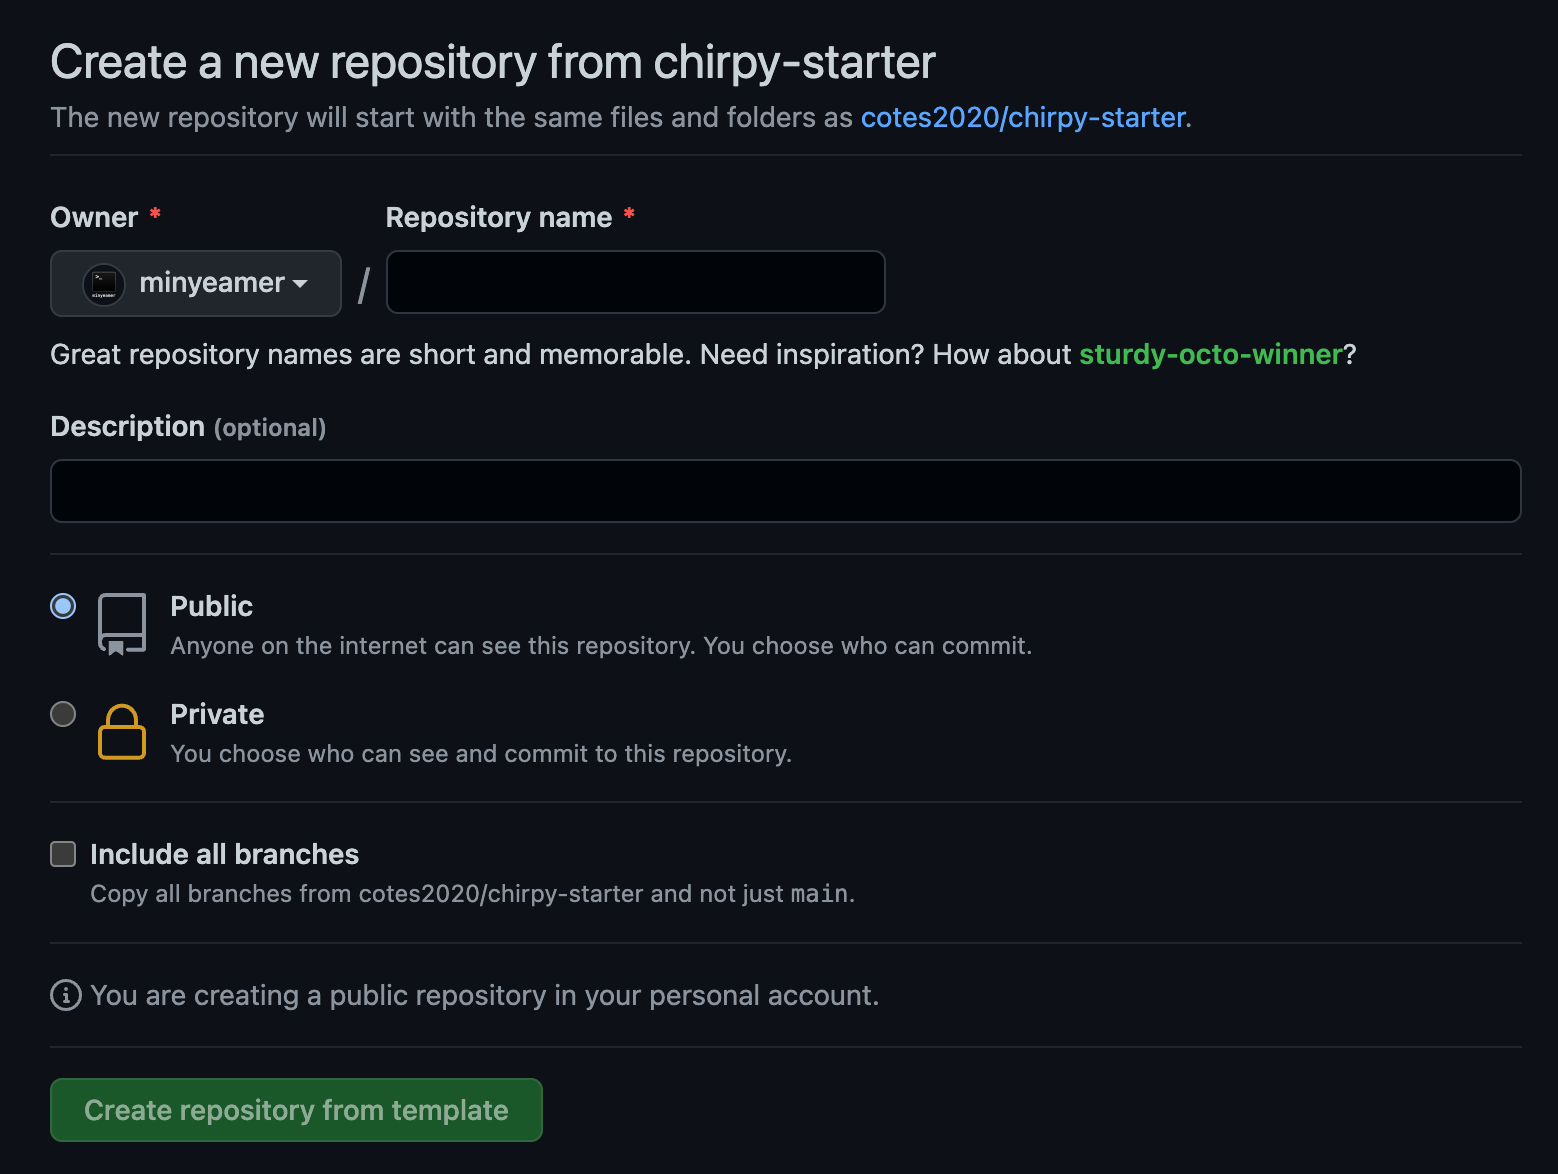 Create a new repository from chirpy-starter
The new repository will start with the same files and folders as cotes2020/chirpy-starter.
Owner *
Repository name *
>_
minyeamer
minyeamer
/
Great repository names are short and memorable. Need inspiration? How about sturdy-octo-winner?
Description (optional)
Public
Anyone on the internet can see this repository. You choose who can commit.
Private
You choose who can see and commit to this repository.
Include all branches
Copy all branches from cotes2020/chirpy-starter and not just main.
You are creating a public repository in your personal account.
Create repository from template